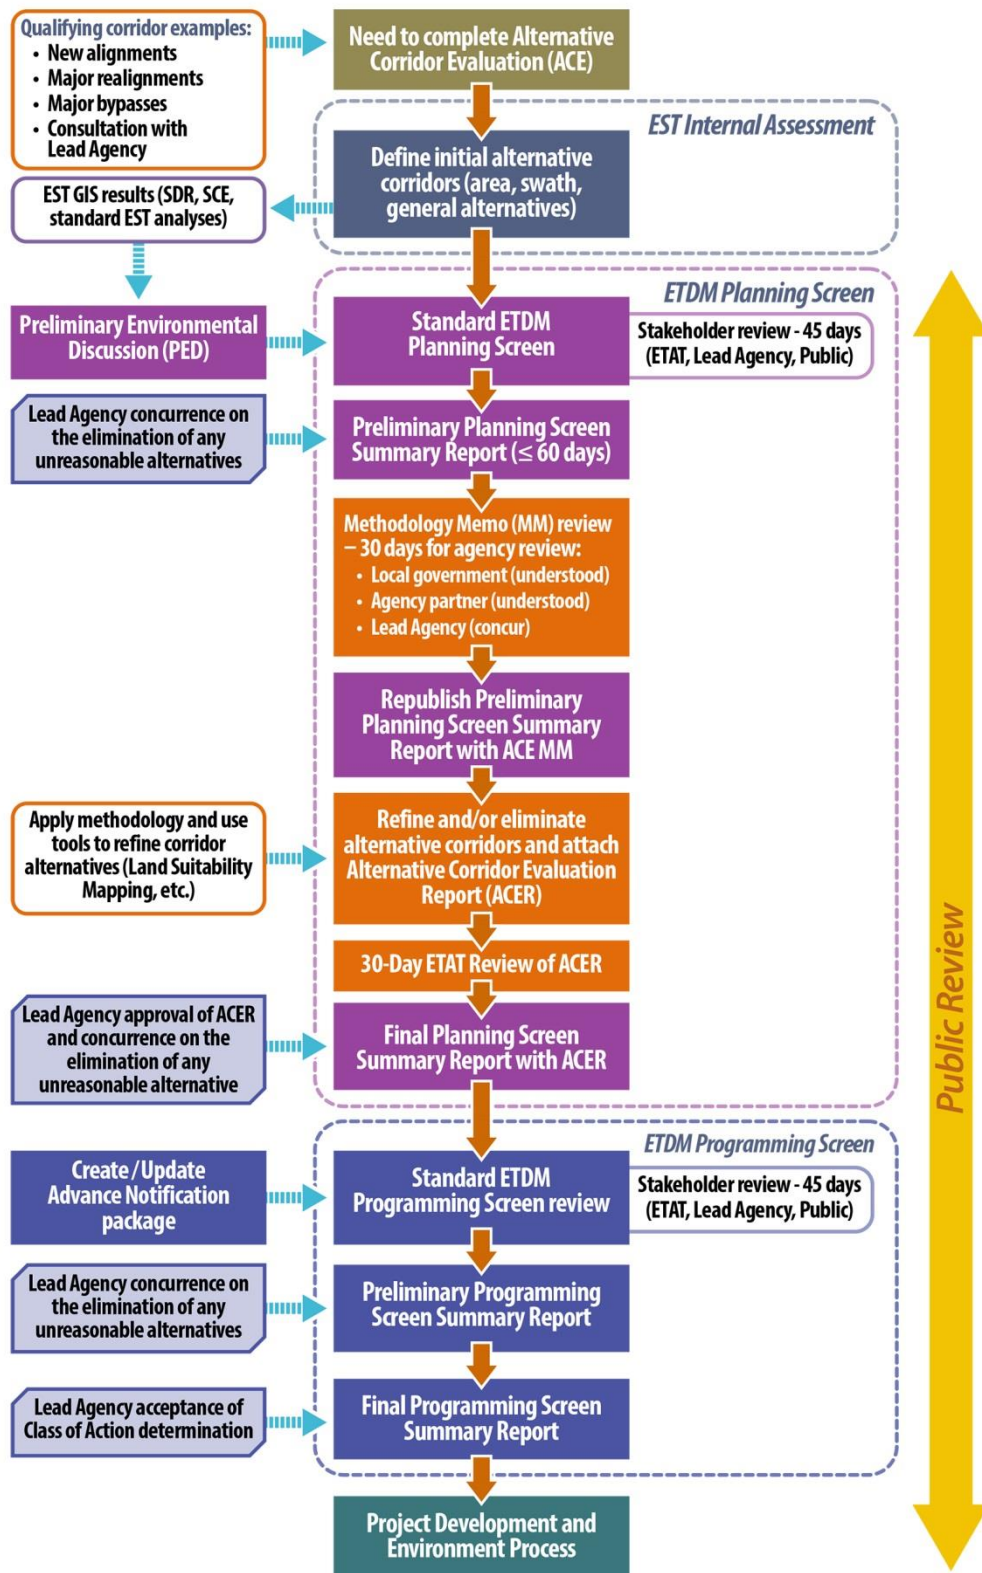 Qualifying corridor examples:
• New alignments
• Major realignments
• Major bypasses
• Consultation with
Lead Agency
Need to complete Alternative
Corridor Evaluation (ACE)
EST Internal Assessment
Define initial alternative
corridors (area, swath,
general alternatives)
EST GIS results (SDR, SCE,
standard EST analyses)
ETDM Planning Screen
Preliminary Environmental
Discussion (PED)
Standard ETDM
Planning Screen
Stakeholder review - 45 days
(ETAT, Lead Agency, Public)
Lead Agency concurrence on
the elimination of any
unreasonable alternatives
Preliminary Planning Screen
Summary Report (≤ 60 days)
Methodology Memo (MM) review
– 30 days for agency review:
• Local government (understood)
• Agency partner (understood)
• Lead Agency (concur)
Republish Preliminary
Planning Screen Summary
Report with ACE MM
Apply methodology and use
tools to refine corridor
alternatives (Land Suitability
Mapping, etc.)
Refine and/or eliminate
alternative corridors and attach
Alternative Corridor Evaluation
Report (ACER)
30-Day ETAT Review of ACER
Lead Agency approval of ACER
and concurrence on the
elimination of any
unreasonable alternative
Final Planning Screen
Summary Report with ACER
ETDM Programming Screen
Create / Update
Advance Notification
package
Standard ETDM
Programming Screen review
Stakeholder review - 45 days
(ETAT, Lead Agency, Public)
Lead Agency concurrence on
the elimination of any
unreasonable alternatives
Preliminary Programming
Screen Summary Report
Lead Agency acceptance of
Class of Action determination
Final Programming Screen
Summary Report
Project Development and
Environment Process
Public Review